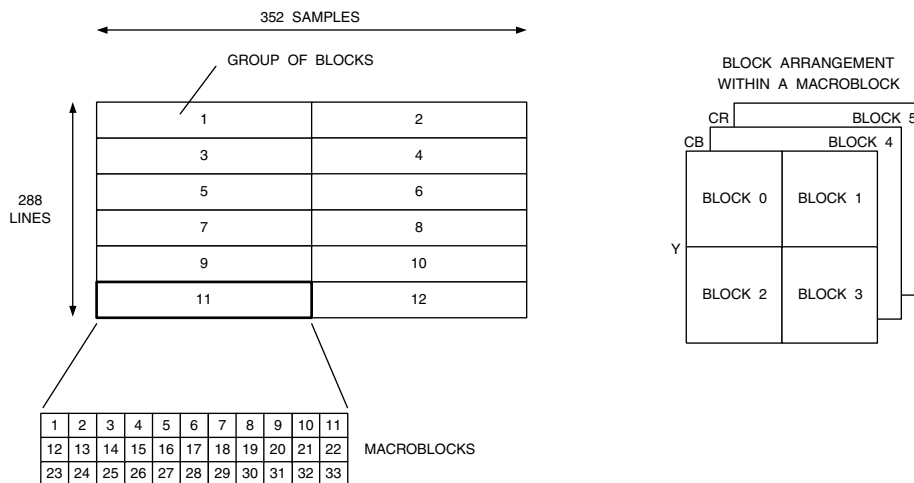 352 SAMPLES
GROUP OF BLOCKS
1 2
3 4
5 6
7 8
9 10
11 12
288
LINES
1 2 3 4 5 6 7 8 9 10 11
12 13 14 15 16 17 18 19 20 21 22
23 24 25 26 27 28 29 30 31 32 33
MACROBLOCKS
BLOCK ARRANGEMENT
WITHIN A MACROBLOCK
CR BLOCK 5
CB BLOCK 4
BLOCK 0 BLOCK 1
Y
BLOCK 2 BLOCK 3